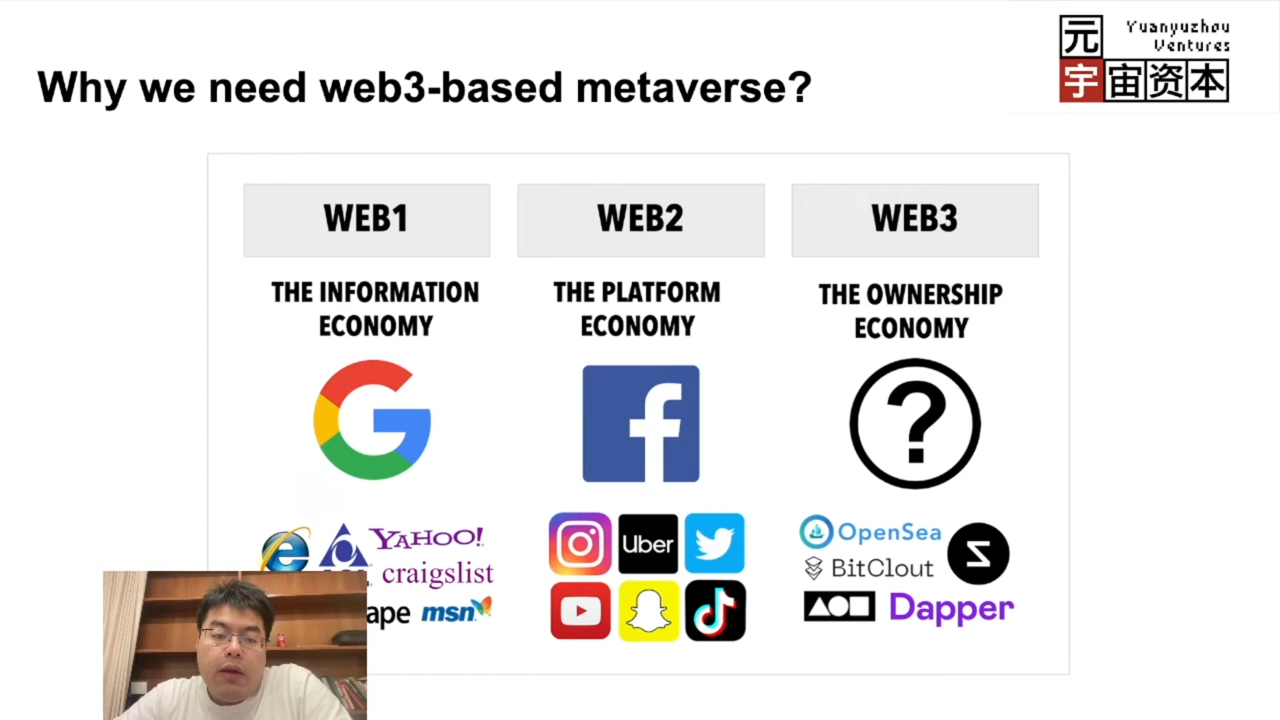 Yuanyuzhou
Ventures
元
宇宙资本
Why we need web3-based metaverse?
WEB1
WEB2
WEB3
THE INFORMATION
ECONOMY
THE PLATFORM
ECONOMY
THE OWNERSHIP
ECONOMY
YAHOO!
craigslist
ape msn
Uber
OpenSea
BitClout
Dapper